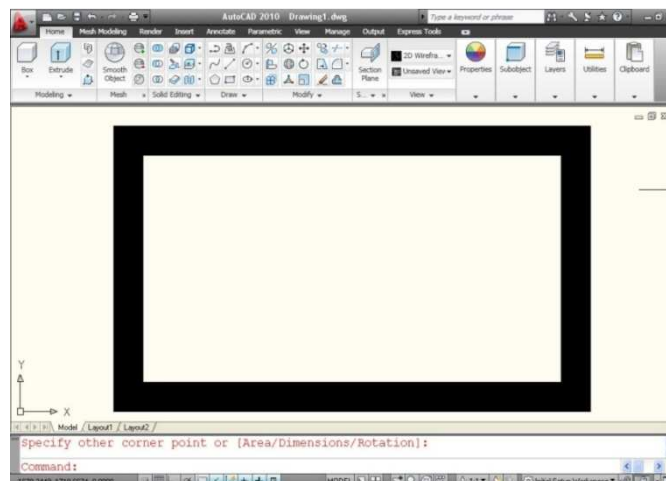 AutoCAD 2010 Drawing1.dwg
Type a keyword or phrase
Home Mesh Modeling Render Insert Annotate Parametric View Manage Output Express Tools
Box Extrude Smooth Object Section Plane 2D Wirefra... Unsaved View Properties Subobject Layers Utilities Clipboard
Modeling Mesh Solid Editing Draw Modify S... View
Y
X
Model / Layout1 / Layout2 /
Specify other corner point or [Area/Dimensions/Rotation]:
Command:
MODEL